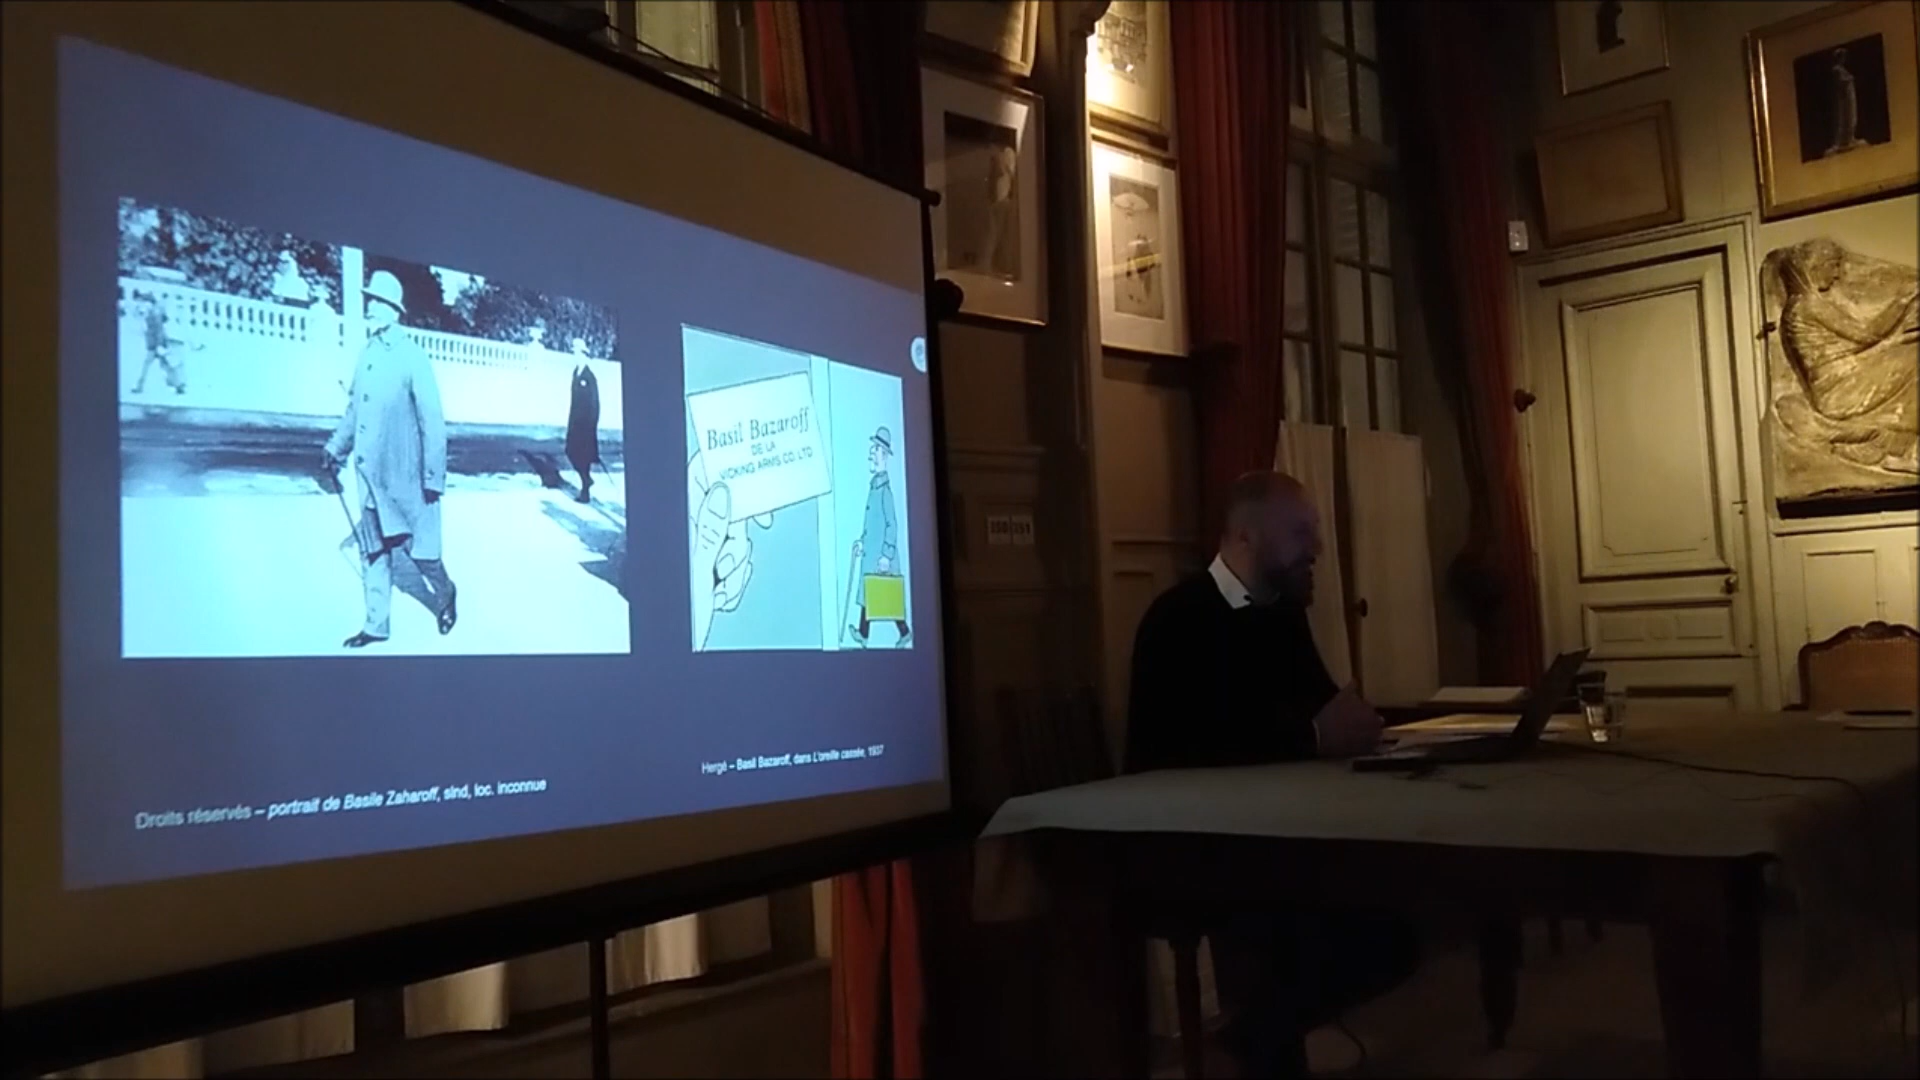 Basil Bazaroff
DE LA
VICKING ARMS CO. LTD
Droits réservés – portrait de Basile Zaharoff, s/nd, loc. inconnue
Hergé – Basil Bazaroff, dans L'oreille cassée, 1937